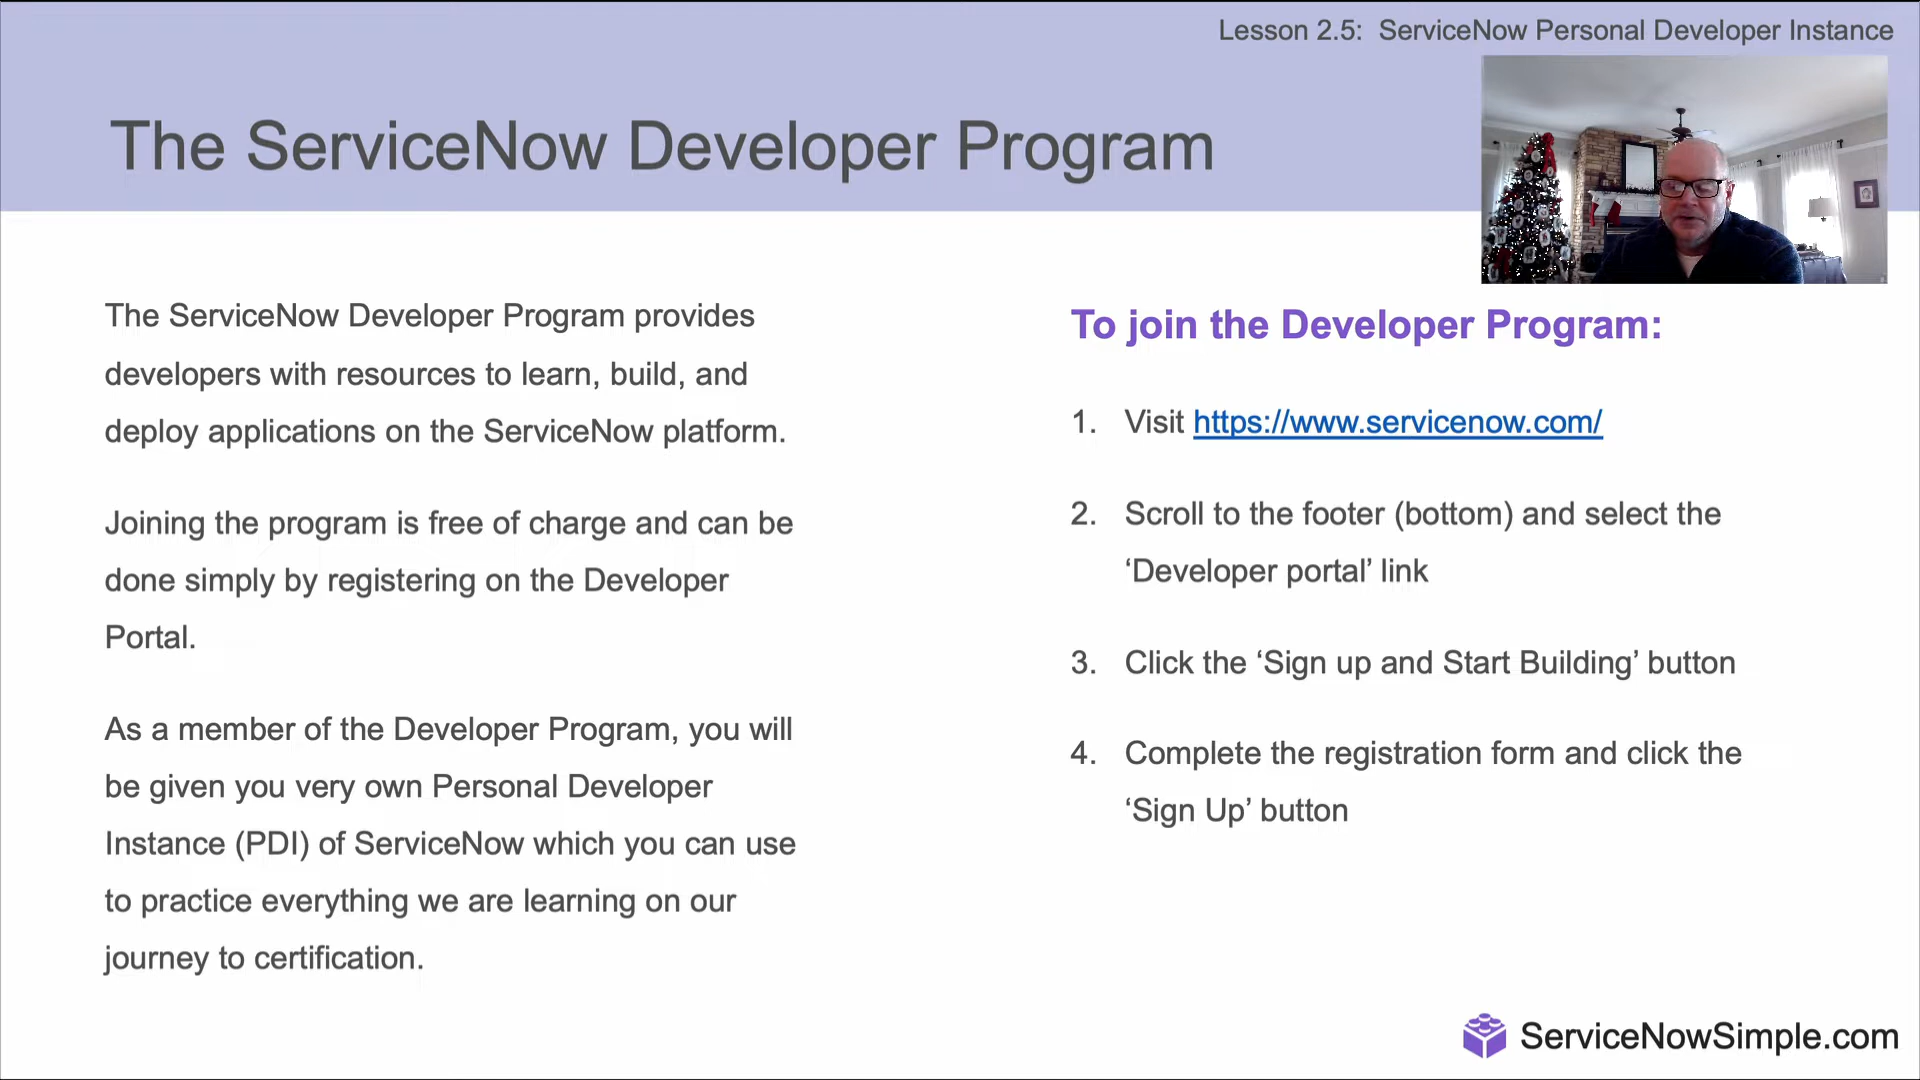 Lesson 2.5:  ServiceNow Personal Developer Instance
The ServiceNow Developer Program
The ServiceNow Developer Program provides
developers with resources to learn, build, and
deploy applications on the ServiceNow platform.
Joining the program is free of charge and can be
done simply by registering on the Developer
Portal.
As a member of the Developer Program, you will
be given you very own Personal Developer
Instance (PDI) of ServiceNow which you can use
to practice everything we are learning on our
journey to certification.
To join the Developer Program:
1. Visit https://www.servicenow.com/
2. Scroll to the footer (bottom) and select the
‘Developer portal’ link
3. Click the ‘Sign up and Start Building’ button
4. Complete the registration form and click the
‘Sign Up’ button
ServiceNowSimple.com